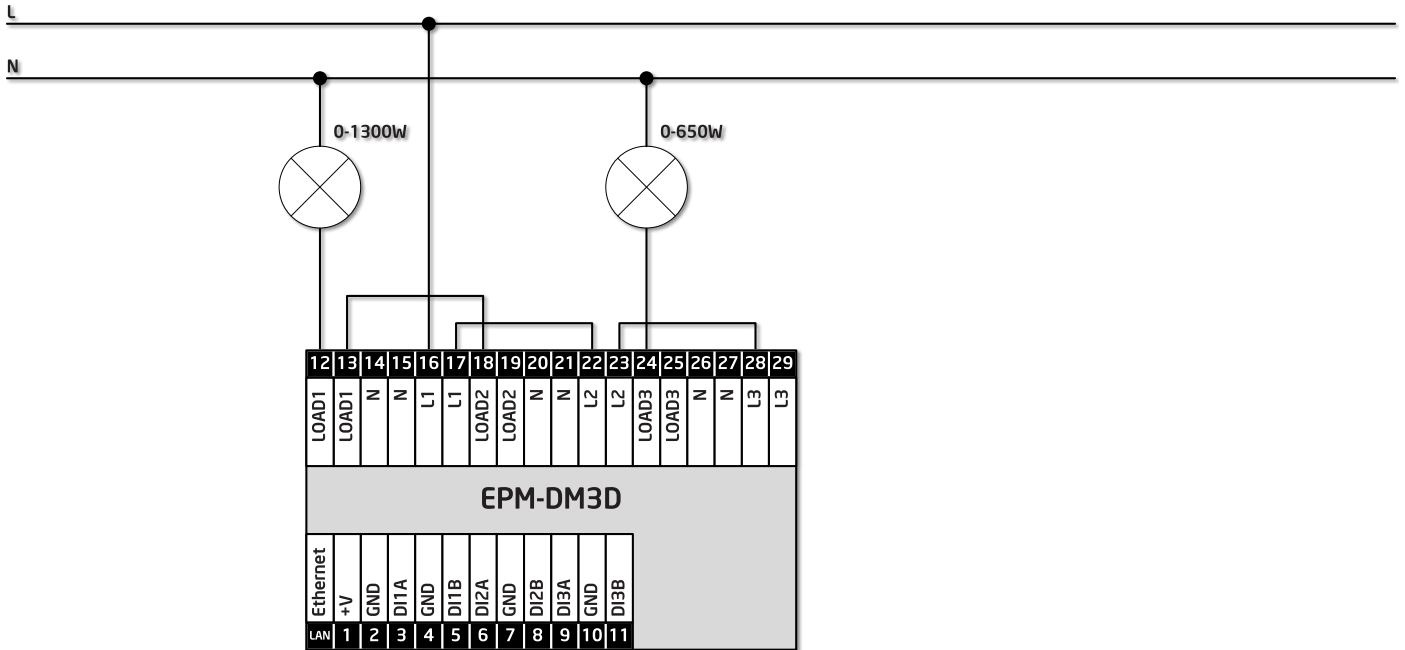 L
N
0-1300W
0-650W
12 13 14 15 16 17 18 19 20 21 22 23 24 25 26 27 28 29
LOAD1 LOAD1 N N L1 L1 LOAD2 LOAD2 N N L2 L2 LOAD3 LOAD3 N N L3 L3
EPM-DM3D
Ethernet +V GND DI1A GND DI1B DI2A GND DI2B DI3A GND DI3B
LAN 1 2 3 4 5 6 7 8 9 10 11